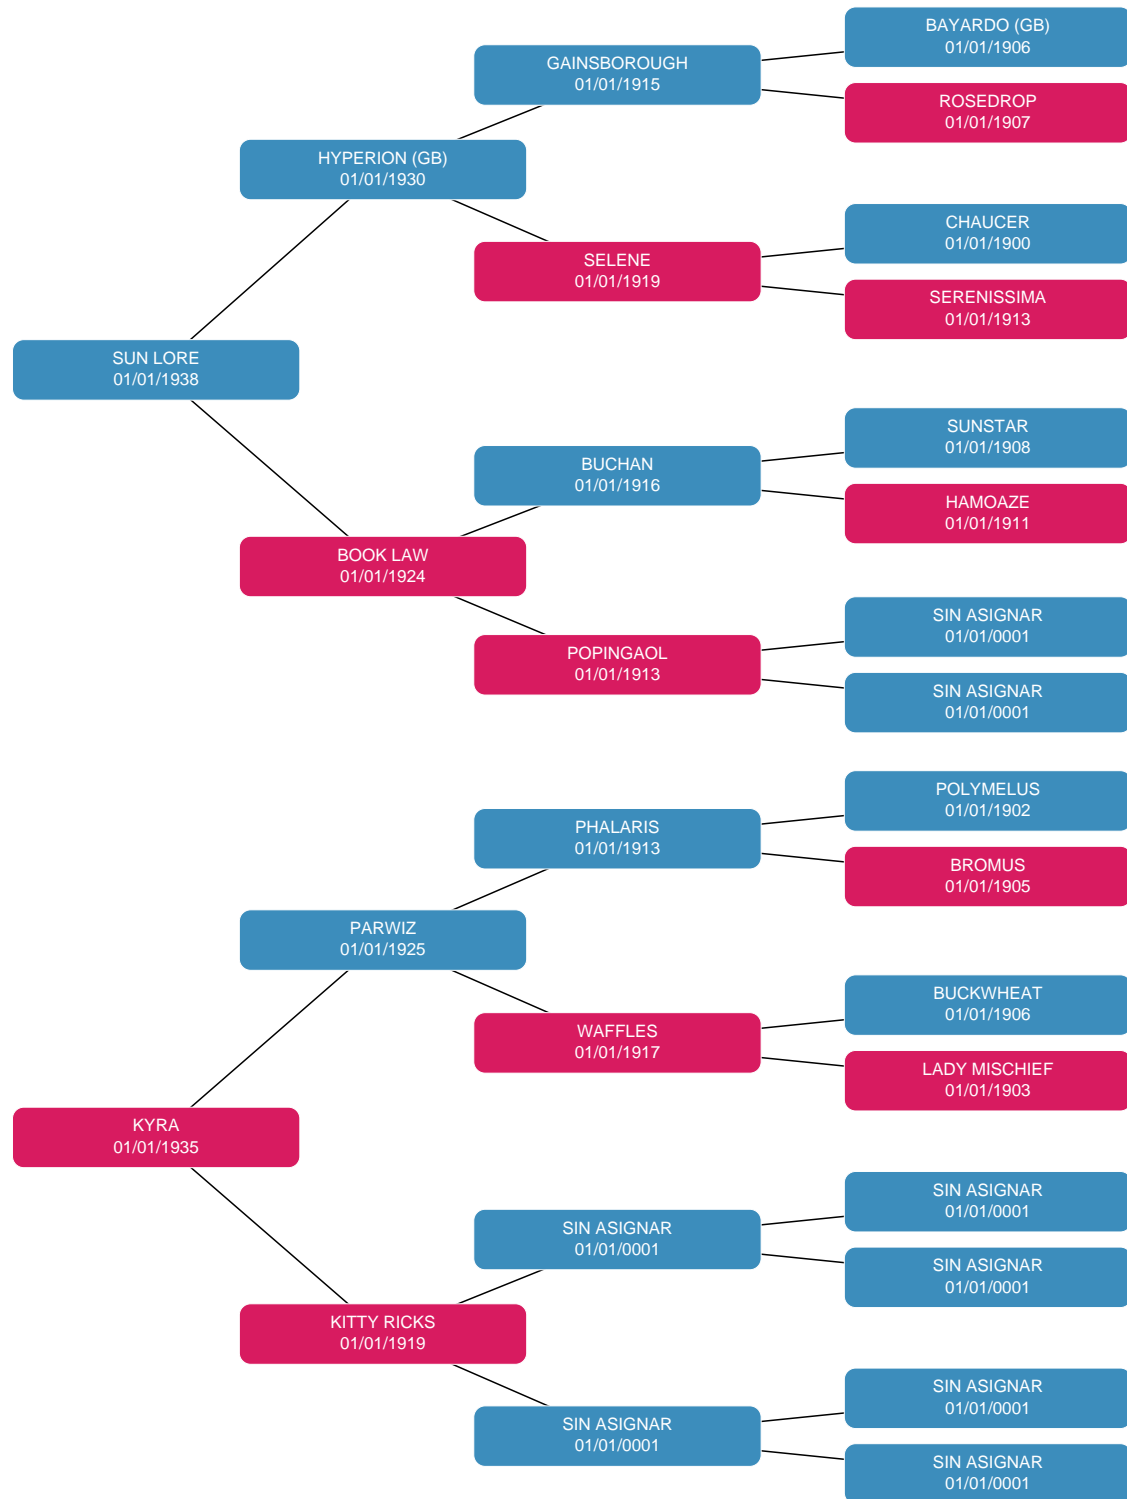 BAYARDO (GB)
01/01/1906
GAINSBOROUGH
01/01/1915
ROSEDROP
01/01/1907
HYPERION (GB)
01/01/1930
CHAUCER
01/01/1900
SELENE
01/01/1919
SERENISSIMA
01/01/1913
SUN LORE
01/01/1938
SUNSTAR
01/01/1908
BUCHAN
01/01/1916
HAMOAZE
01/01/1911
BOOK LAW
01/01/1924
SIN ASIGNAR
01/01/0001
POPINGAOL
01/01/1913
SIN ASIGNAR
01/01/0001
POLYMELUS
01/01/1902
PHALARIS
01/01/1913
BROMUS
01/01/1905
PARWIZ
01/01/1925
BUCKWHEAT
01/01/1906
WAFFLES
01/01/1917
LADY MISCHIEF
01/01/1903
KYRA
01/01/1935
SIN ASIGNAR
01/01/0001
SIN ASIGNAR
01/01/0001
SIN ASIGNAR
01/01/0001
KITTY RICKS
01/01/1919
SIN ASIGNAR
01/01/0001
SIN ASIGNAR
01/01/0001
SIN ASIGNAR
01/01/0001